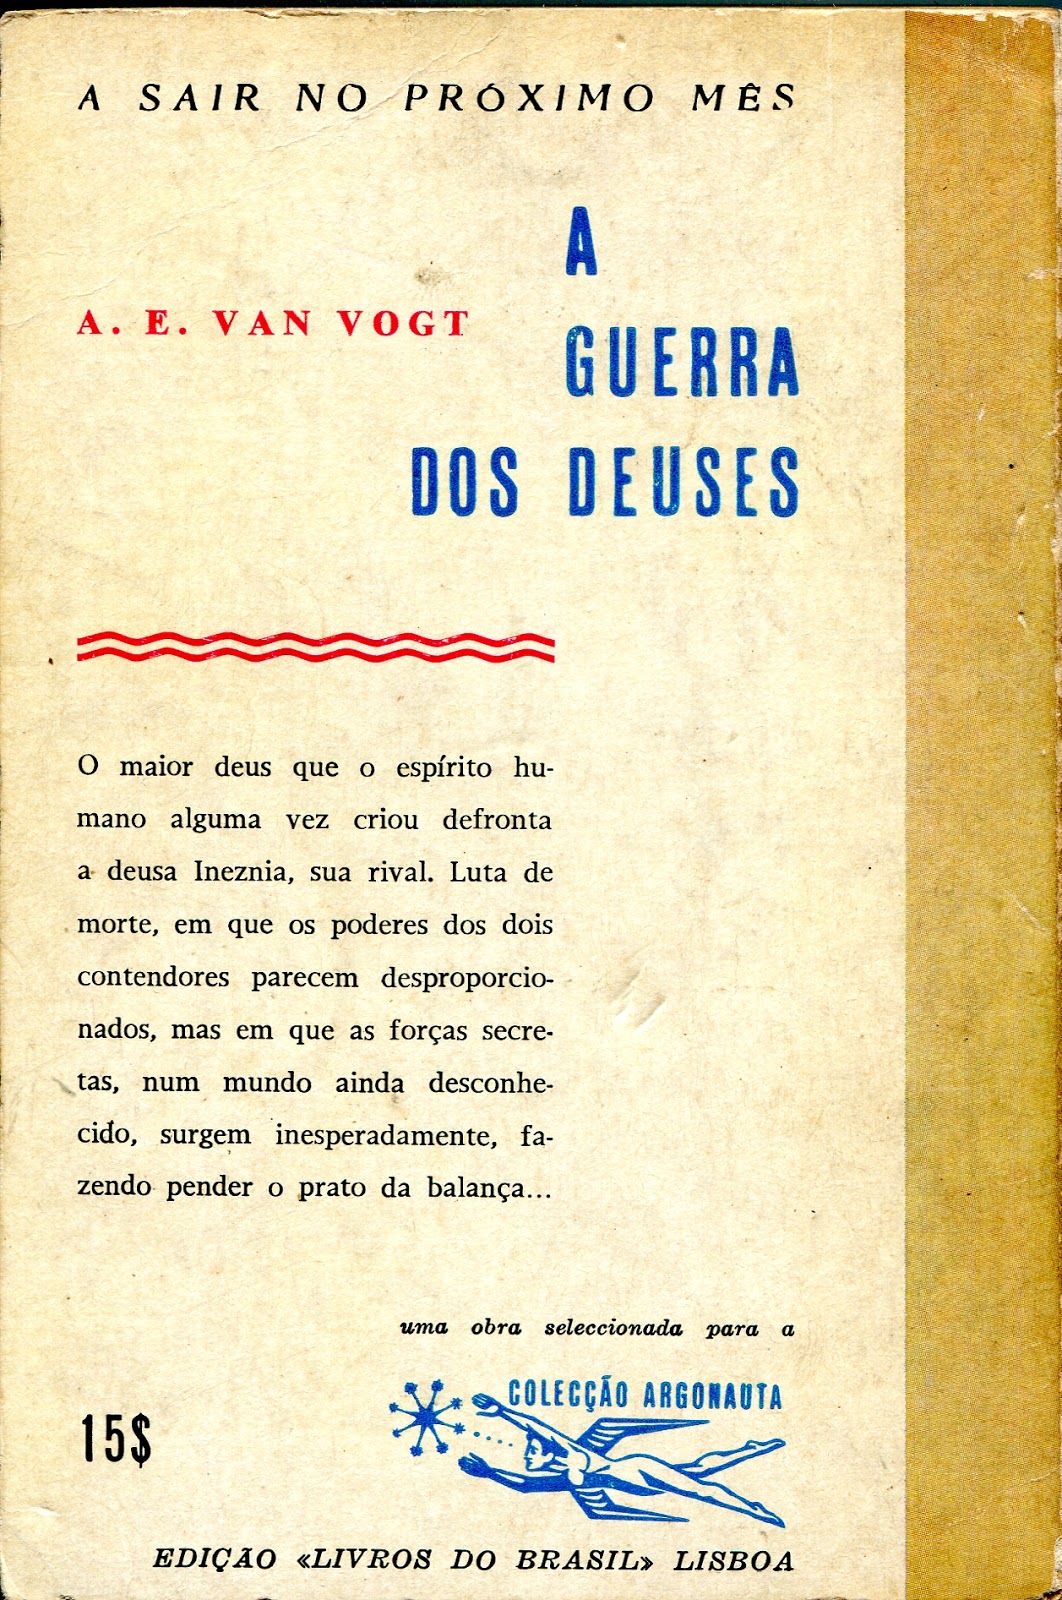 A SAIR NO PRÓXIMO MÊS
A
A. E. VAN VOGT
GUERRA
DOS DEUSES
O maior deus que o espírito hu-
mano alguma vez criou defronta
a deusa Ineznia, sua rival. Luta de
morte, em que os poderes dos dois
contendores parecem desproporcio-
nados, mas em que as forças secre-
tas, num mundo ainda desconhe-
cido, surgem inesperadamente, fa-
zendo pender o prato da balança...
uma obra seleccionada para a
COLECÇÃO ARGONAUTA
15$
EDIÇÃO «LIVROS DO BRASIL» LISBOA